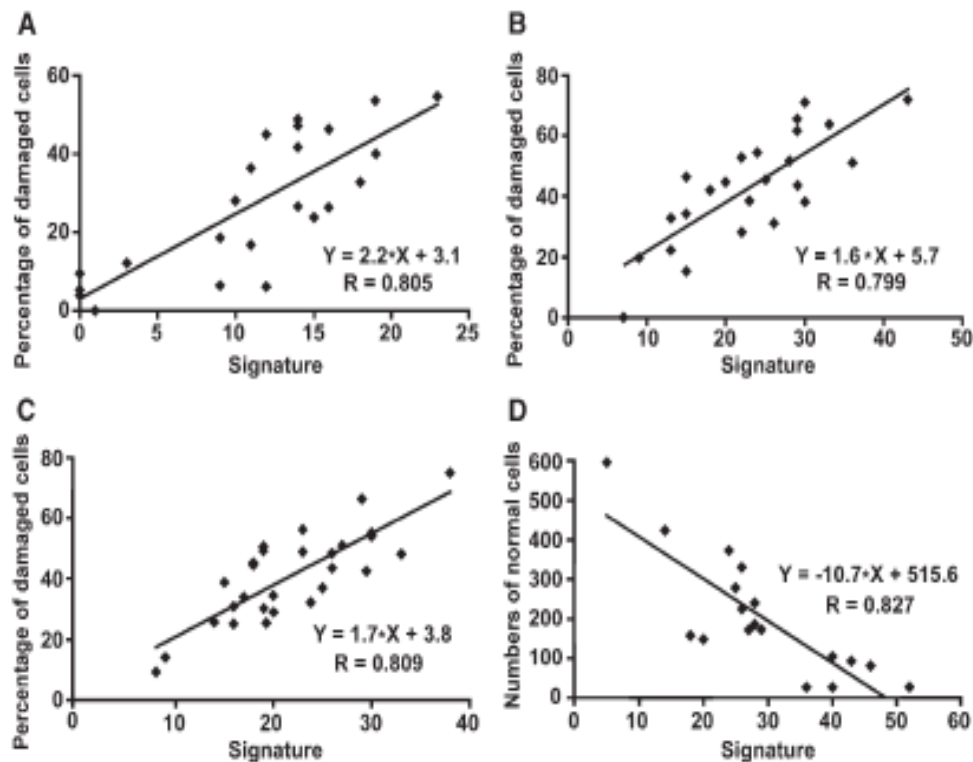 A
Percentage of damaged cells
60
40
20
0
0 5 10 15 20 25
Signature
Y = 2.2*X + 3.1
R = 0.805
B
Percentage of damaged cells
80
60
40
20
0
0 10 20 30 40 50
Signature
Y = 1.6 * X + 5.7
R = 0.799
C
Percentage of damaged cells
80
60
40
20
0
0 10 20 30 40
Signature
Y = 1.7*X + 3.8
R = 0.809
D
Numbers of normal cells
600
500
400
300
200
100
0
0 10 20 30 40 50 60
Signature
Y = -10.7*X + 515.6
R = 0.827